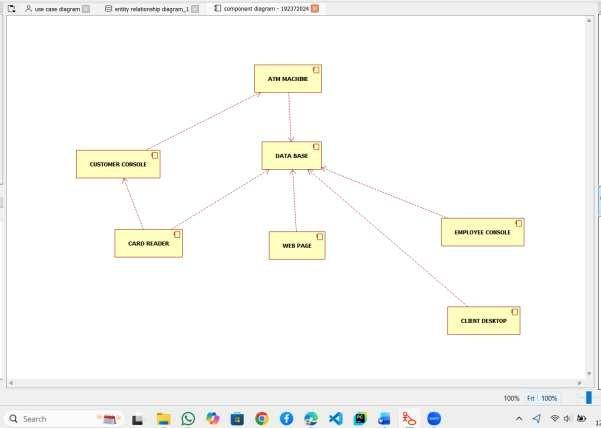 use case diagram
entity relationship diagram_1
component diagram - 192372024
ATM MACHINE
DATA BASE
CUSTOMER CONSOLE
CARD READER
WEB PAGE
EMPLOYEE CONSOLE
CLIENT DESKTOP
100% Fit 100%
Search